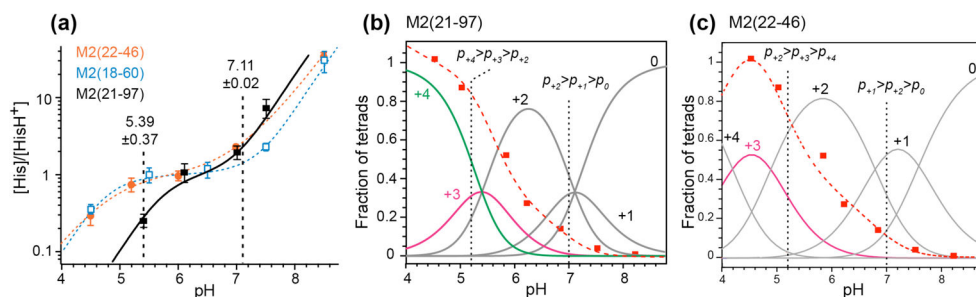 (a)
M2(22-46)
M2(18-60)
M2(21-97)
7.11
±0.02
5.39
±0.37
[His]/[HisH⁺]
10
1
0.1
4 5 6 7 8
pH
(b) M2(21-97)
p₊₄>p₊₃>p₊₂
p₊₂>p₊₁>p₀
+4
+2
0
+3
+1
Fraction of tetrads
1
0.8
0.6
0.4
0.2
0
4 5 6 7 8
pH
(c) M2(22-46)
p₊₂>p₊₃>p₊₄
p₊₁>p₊₂>p₀
0
+2
+4
+3
+1
Fraction of tetrads
1
0.8
0.6
0.4
0.2
0
4 5 6 7 8
pH